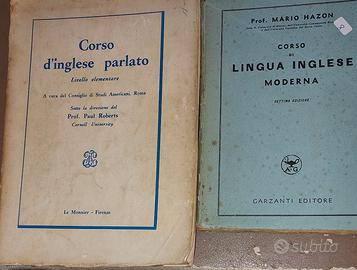 Corso
d'inglese parlato
Livello elementare
A cura del Consiglio di Studi Americani, Roma
Sotto la direzione del
Prof. Paul Roberts
Cornell University
Le Monnier - Firenze
Prof. MARIO HAZON
CORSO
DI
LINGUA INGLESE
MODERNA
SETTIMA EDIZIONE
AG
GARZANTI EDITORE
subito